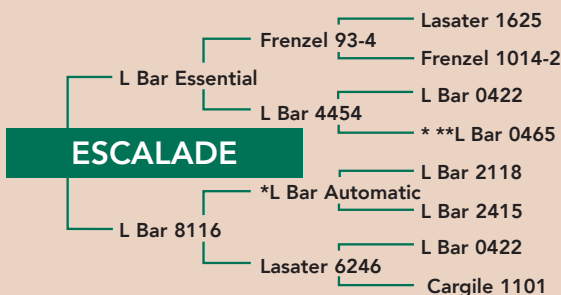 Lasater 1625
Frenzel 93-4
Frenzel 1014-2
L Bar Essential
L Bar 0422
L Bar 4454
* **L Bar 0465
ESCALADE
L Bar 2118
*L Bar Automatic
L Bar 2415
L Bar 8116
L Bar 0422
Lasater 6246
Cargile 1101